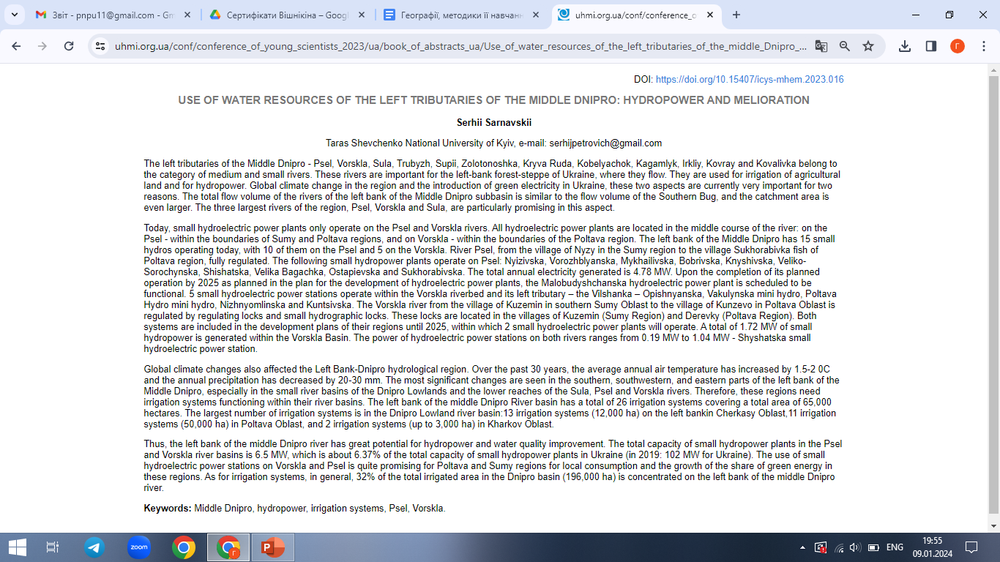 Звіт - pnpu11@gmail.com - Gm
Сертифікати Вішнікіна – Googl
Географії, методики її навчанн
uhmi.org.ua/conf/conference_o
uhmi.org.ua/conf/conference_of_young_scientists_2023/ua/book_of_abstracts_ua/Use_of_water_resources_of_the_left_tributaries_of_the_middle_Dnipro_...
Г
DOI: https://doi.org/10.15407/icys-mhem.2023.016
USE OF WATER RESOURCES OF THE LEFT TRIBUTARIES OF THE MIDDLE DNIPRO: HYDROPOWER AND MELIORATION
Serhii Sarnavskii
Taras Shevchenko National University of Kyiv, e-mail: serhijpetrovich@gmail.com
The left tributaries of the Middle Dnipro - Psel, Vorskla, Sula, Trubyzh, Supii, Zolotonoshka, Kryva Ruda, Kobelyachok, Kagamlyk, Irkliy, Kovray and Kovalivka belong to
the category of medium and small rivers. These rivers are important for the left-bank forest-steppe of Ukraine, where they flow. They are used for irrigation of agricultural
land and for hydropower. Global climate change in the region and the introduction of green electricity in Ukraine, these two aspects are currently very important for two
reasons. The total flow volume of the rivers of the left bank of the Middle Dnipro subbasin is similar to the flow volume of the Southern Bug, and the catchment area is
even larger. The three largest rivers of the region, Psel, Vorskla and Sula, are particularly promising in this aspect.
Today, small hydroelectric power plants only operate on the Psel and Vorskla rivers. All hydroelectric power plants are located in the middle course of the river: on the
Psel - within the boundaries of Sumy and Poltava regions, and on Vorskla - within the boundaries of the Poltava region. The left bank of the Middle Dnipro has 15 small
hydros operating today, with 10 of them on the Psel and 5 on the Vorskla. River Psel, from the village of Nyzy in the Sumy region to the village Sukhorabivka fish of
Poltava region, fully regulated. The following small hydropower plants operate on Psel: Nyizivska, Vorozhblyanska, Mykhailivska, Bobrivska, Knyshivska, Veliko-
Sorochynska, Shishatska, Velika Bagachka, Ostapievska and Sukhorabivska. The total annual electricity generated is 4.78 MW. Upon the completion of its planned
operation by 2025 as planned in the plan for the development of hydroelectric power plants, the Malobudyshchanska hydroelectric power plant is scheduled to be
functional. 5 small hydroelectric power stations operate within the Vorskla riverbed and its left tributary – the Vilshanka – Opishnyanska, Vakulynska mini hydro, Poltava
Hydro mini hydro, Nizhnyomlinska and Kuntsivska. The Vorskla river from the village of Kuzemin in southern Sumy Oblast to the village of Kunzevo in Poltava Oblast is
regulated by regulating locks and small hydrographic locks. These locks are located in the villages of Kuzemin (Sumy Region) and Derevky (Poltava Region). Both
systems are included in the development plans of their regions until 2025, within which 2 small hydroelectric power plants will operate. A total of 1.72 MW of small
hydropower is generated within the Vorskla Basin. The power of hydroelectric power stations on both rivers ranges from 0.19 MW to 1.04 MW - Shyshatska small
hydroelectric power station.
Global climate changes also affected the Left Bank-Dnipro hydrological region. Over the past 30 years, the average annual air temperature has increased by 1.5-2 0C
and the annual precipitation has decreased by 20-30 mm. The most significant changes are seen in the southern, southwestern, and eastern parts of the left bank of the
Middle Dnipro, especially in the small river basins of the Dnipro Lowlands and the lower reaches of the Sula, Psel and Vorskla rivers. Therefore, these regions need
irrigation systems functioning within their river basins. The left bank of the middle Dnipro River basin has a total of 26 irrigation systems covering a total area of 65,000
hectares. The largest number of irrigation systems is in the Dnipro Lowland river basin:13 irrigation systems (12,000 ha) on the left bankin Cherkasy Oblast,11 irrigation
systems (50,000 ha) in Poltava Oblast, and 2 irrigation systems (up to 3,000 ha) in Kharkov Oblast.
Thus, the left bank of the middle Dnipro river has great potential for hydropower and water quality improvement. The total capacity of small hydropower plants in the Psel
and Vorskla river basins is 6.5 MW, which is about 6.37% of the total capacity of small hydropower plants in Ukraine (in 2019: 102 MW for Ukraine). The use of small
hydroelectric power stations on Vorskla and Psel is quite promising for Poltava and Sumy regions for local consumption and the growth of the share of green energy in
these regions. As for irrigation systems, in general, 32% of the total irrigated area in the Dnipro basin (196,000 ha) is concentrated on the left bank of the middle Dnipro
river.
Keywords: Middle Dnipro, hydropower, irrigation systems, Psel, Vorskla.
zoom
ENG
19:55
09.01.2024